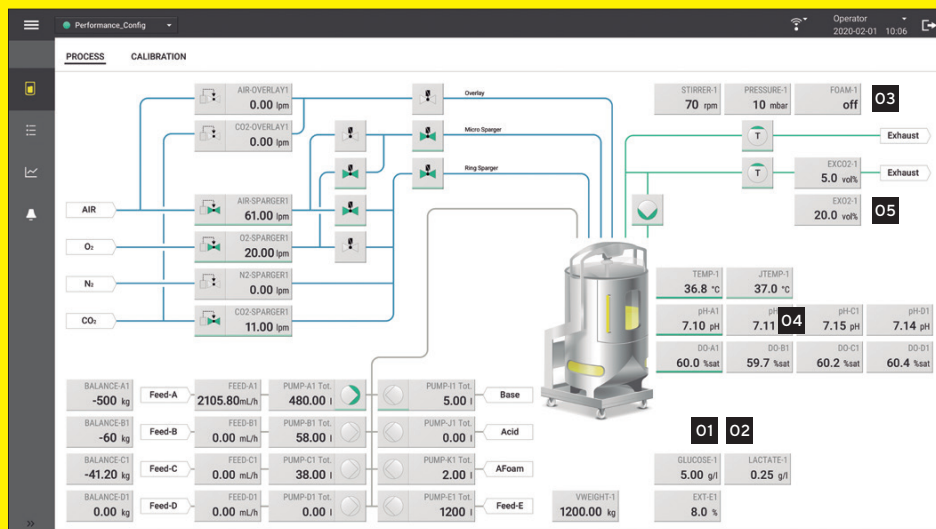 Performance_Config
Operator
2020-02-01 10:06
PROCESS CALIBRATION
AIR-OVERLAY1
0.00 lpm
Overlay
STIRRER-1
70 rpm
PRESSURE-1
10 mbar
FOAM-1
off
03
CO2-OVERLAY1
0.00 lpm
Micro Sparger
T
Exhaust
Ring Sparger
T
EXCO2-1
5.0 vol%
Exhaust
AIR
AIR-SPARGER1
61.00 lpm
EXO2-1
20.0 vol%
05
O₂
O2-SPARGER1
20.00 lpm
N₂
N2-SPARGER1
0.00 lpm
TEMP-1
36.8 °C
JTEMP-1
37.0 °C
CO₂
CO2-SPARGER1
11.00 lpm
pH-A1
7.10 pH
pH
7.11
04
pH-C1
7.15 pH
pH-D1
7.14 pH
DO-A1
60.0 %sat
DO-B1
59.7 %sat
DO-C1
60.2 %sat
DO-D1
60.4 %sat
BALANCE-A1
-500 kg
Feed-A
FEED-A1
2105.80mL/h
PUMP-A1 Tot.
480.00 l
PUMP-I1 Tot.
5.00 l
Base
BALANCE-B1
-60 kg
Feed-B
FEED-B1
0.00 mL/h
PUMP-B1 Tot.
58.00 l
PUMP-J1 Tot.
0.00 l
Acid
01 02
BALANCE-C1
-41.20 kg
Feed-C
FEED-C1
0.00 mL/h
PUMP-C1 Tot.
38.00 l
PUMP-K1 Tot.
2.00 l
AFoam
GLUCOSE-1
5.00 g/l
LACTATE-1
0.25 g/l
BALANCE-D1
0.00 kg
Feed-D
FEED-D1
0.00 mL/h
PUMP-D1 Tot.
0.00 l
PUMP-E1 Tot.
1200 l
Feed-E
VWEIGHT-1
1200.00 kg
EXT-E1
8.0 %